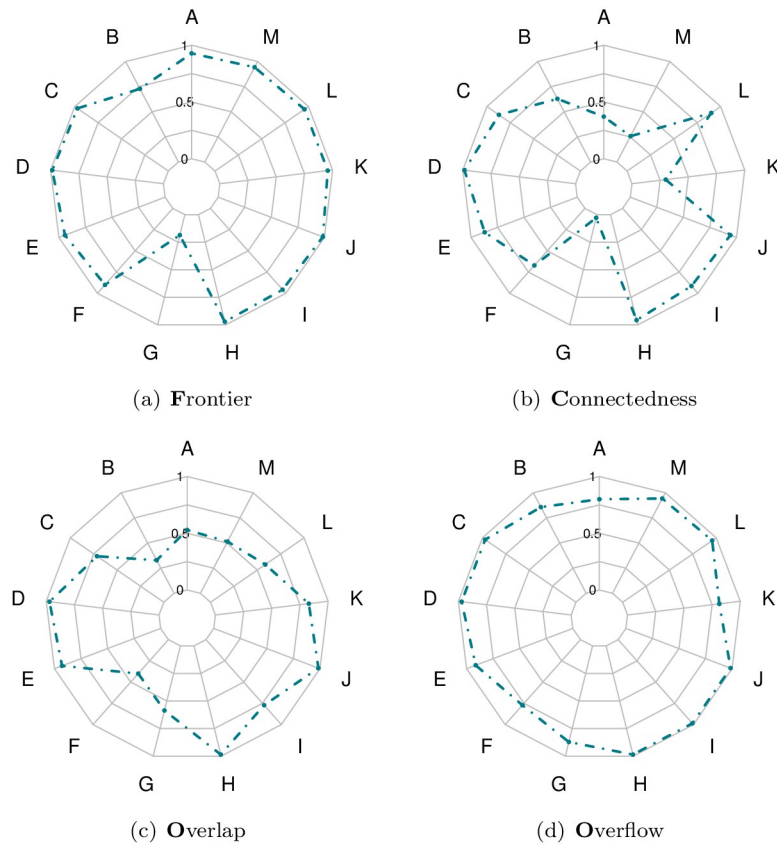 A
B
M
C
L
D
K
E
J
F
I
G
H
1
0.5
0
(a) Frontier
A
B
M
C
L
D
K
E
J
F
I
G
H
1
0.5
0
(b) Connectedness
A
B
M
C
L
D
K
E
J
F
I
G
H
1
0.5
0
(c) Overlap
A
B
M
C
L
D
K
E
J
F
I
G
H
1
0.5
0
(d) Overflow